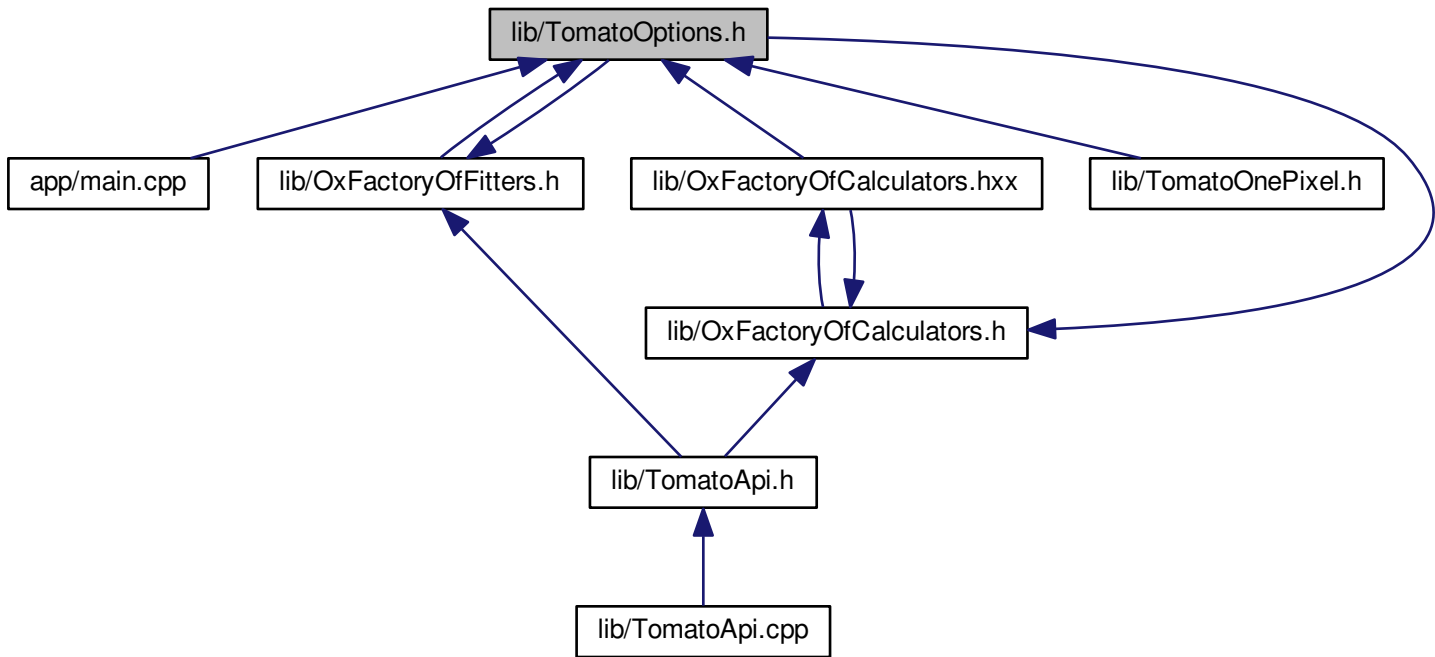 lib/TomatoOptions.h
app/main.cpp
lib/OxFactoryOfFitters.h
lib/OxFactoryOfCalculators.hxx
lib/TomatoOnePixel.h
lib/OxFactoryOfCalculators.h
lib/TomatoApi.h
lib/TomatoApi.cpp